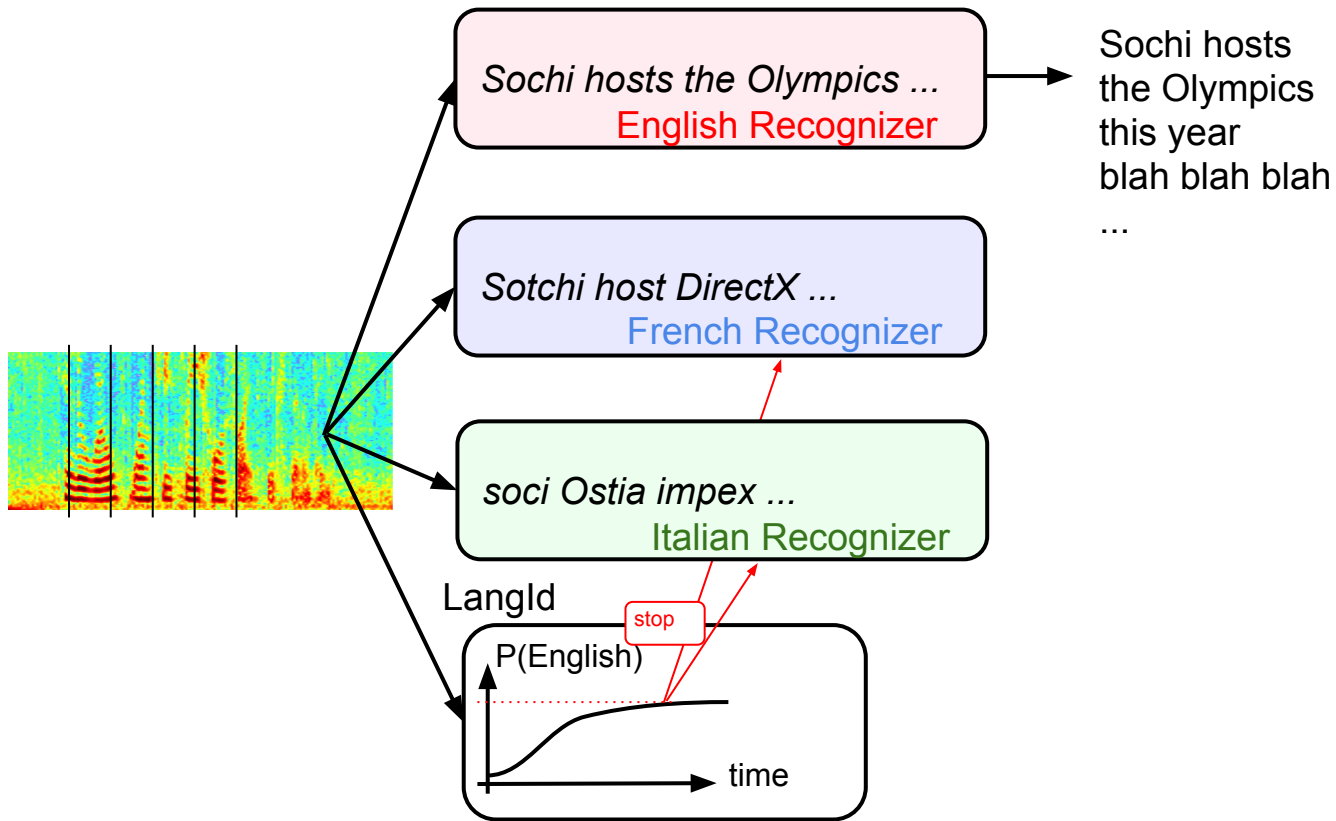 Sochi hosts the Olympics ...
English Recognizer
Sochi hosts
the Olympics
this year
blah blah blah
...
Sotchi host DirectX ...
French Recognizer
soci Ostia impex ...
Italian Recognizer
LangId
stop
P(English)
time